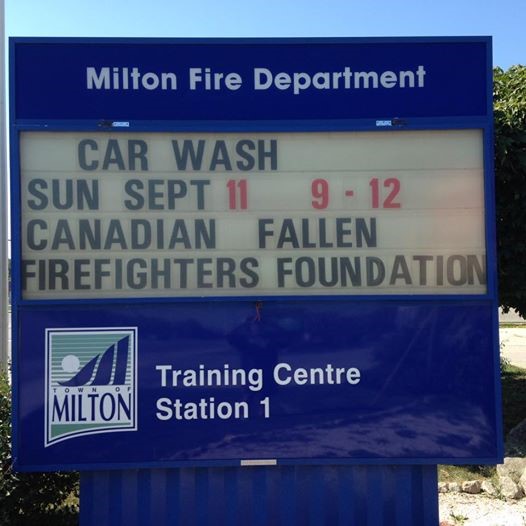 Milton Fire Department
CAR WASH
SUN SEPT 11 9 - 12
CANADIAN FALLEN
FIREFIGHTERS FOUNDATION
TOWN OF
MILTON
Training Centre
Station 1